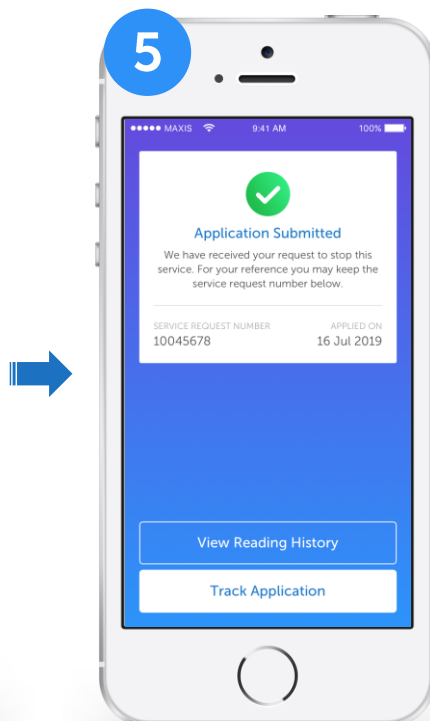 5
MAXIS 9:41 AM 100%
Application Submitted
We have received your request to stop this
service. For your reference you may keep the
service request number below.
SERVICE REQUEST NUMBER APPLIED ON
10045678 16 Jul 2019
View Reading History
Track Application